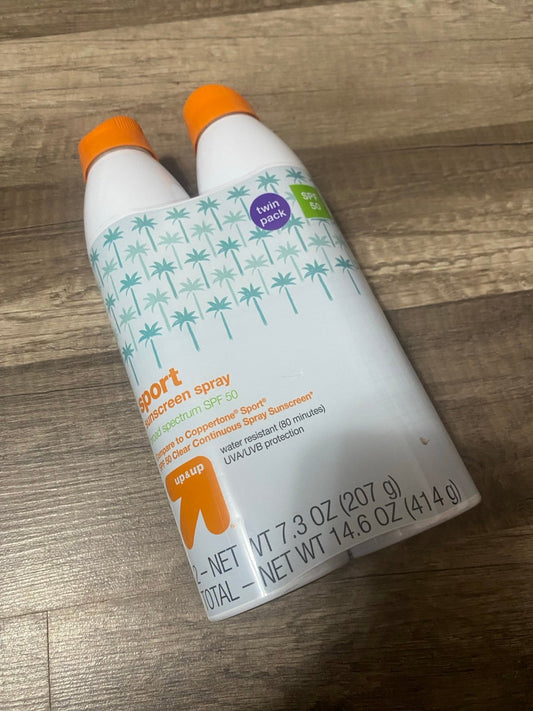 twin
pack
SPF
50
sport
sunscreen spray
spectrum SPF 50
Compare to Coppertone® Sport®
SPF 50 Clear Continuous Spray Sunscreen*
water resistant (80 minutes)
UVA/UVB protection
up&up
2 – NET WT 7.3 OZ (207 g)
TOTAL – NET WT 14.6 OZ (414 g)